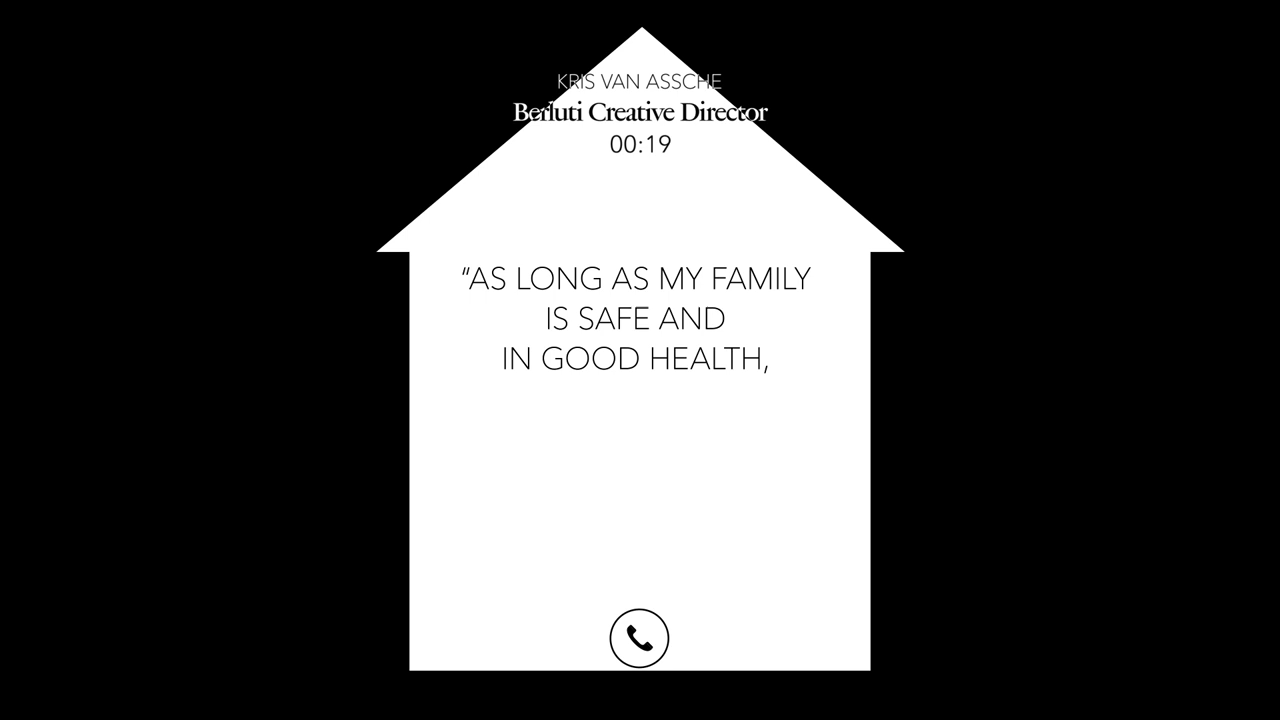 KRIS VAN ASSCHE
Berluti Creative Director
00:19
“AS LONG AS MY FAMILY
IS SAFE AND
IN GOOD HEALTH,